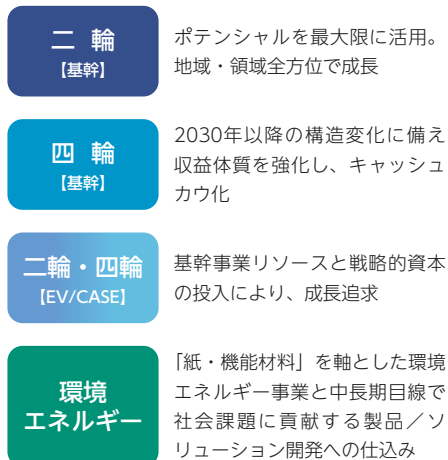 二 輪
【基幹】
ポテンシャルを最大限に活用。
地域・領域全方位で成長
四 輪
【基幹】
2030年以降の構造変化に備え
収益体質を強化し、キャッシュ
カウ化
二輪・四輪
【EV/CASE】
基幹事業リソースと戦略的資本
の投入により、成長追求
環境
エネルギー
「紙・機能材料」を軸とした環境
エネルギー事業と中長期目線で
社会課題に貢献する製品／ソ
リューション開発への仕込み